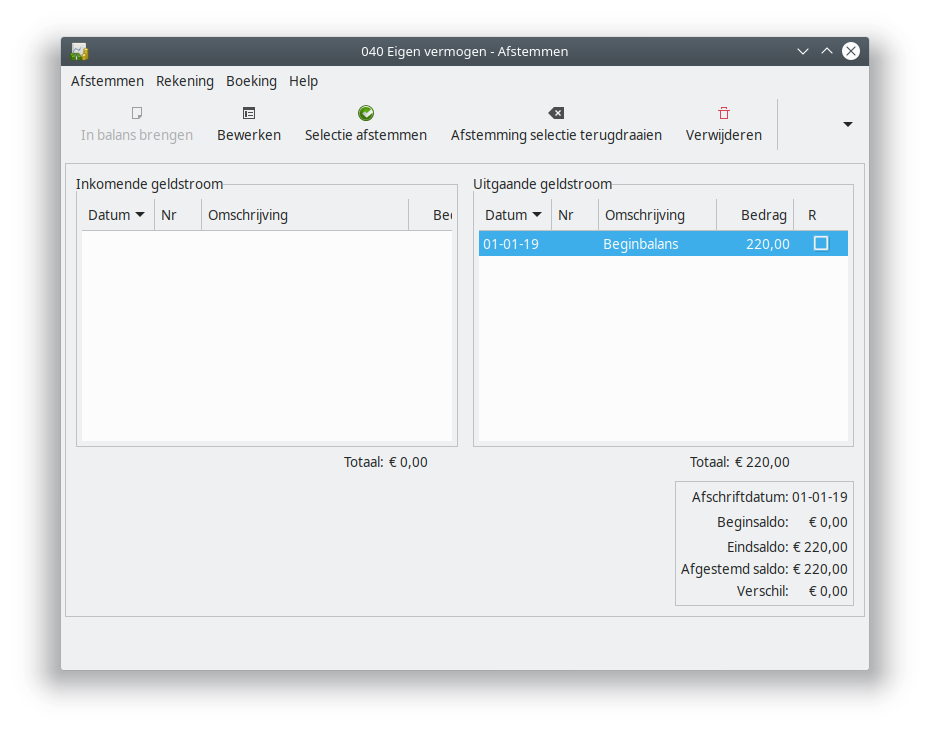 040 Eigen vermogen - Afstemmen
Afstemmen Rekening Boeking Help
In balans brengen Bewerken Selectie afstemmen Afstemming selectie terugdraaien Verwijderen
Inkomende geldstroom
Datum Nr Omschrijving
Uitgaande geldstroom
Datum Nr Omschrijving Bedrag R
01-01-19 Beginbalans 220,00
Totaal: € 0,00
Totaal: € 220,00
Afschriftdatum: 01-01-19
Beginsaldo: € 0,00
Eindsaldo: € 220,00
Afgestemd saldo: € 220,00
Verschil: € 0,00